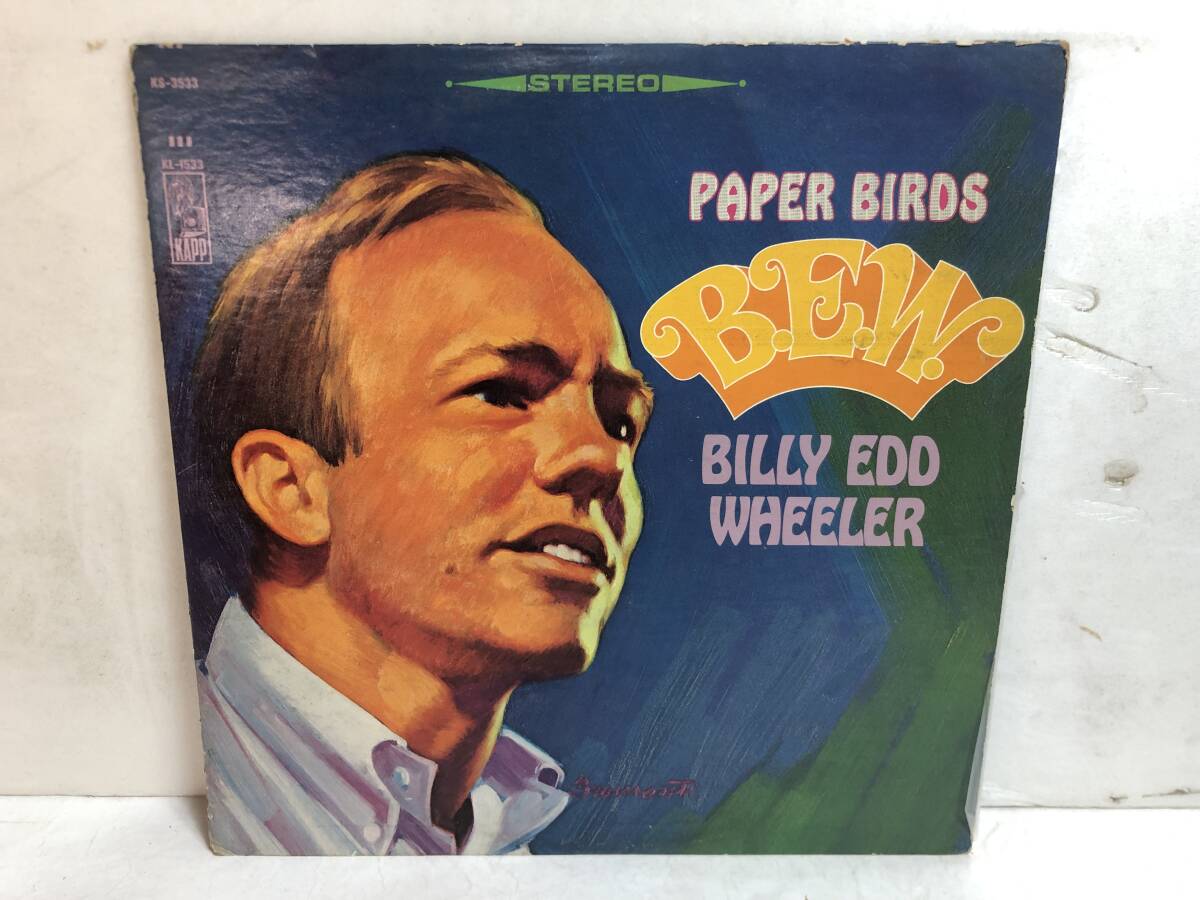 KS-3533
STEREO
KL-1533
KAPP
PAPER BIRDS
B.E.W.
BILLY EDD
WHEELER